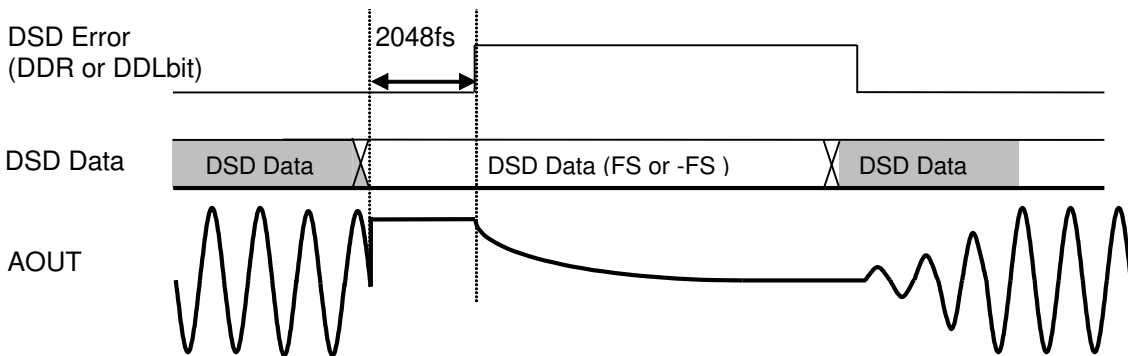 DSD Error
(DDR or DDLbit)
2048fs
DSD Data
DSD Data
DSD Data (FS or -FS )
DSD Data
AOUT